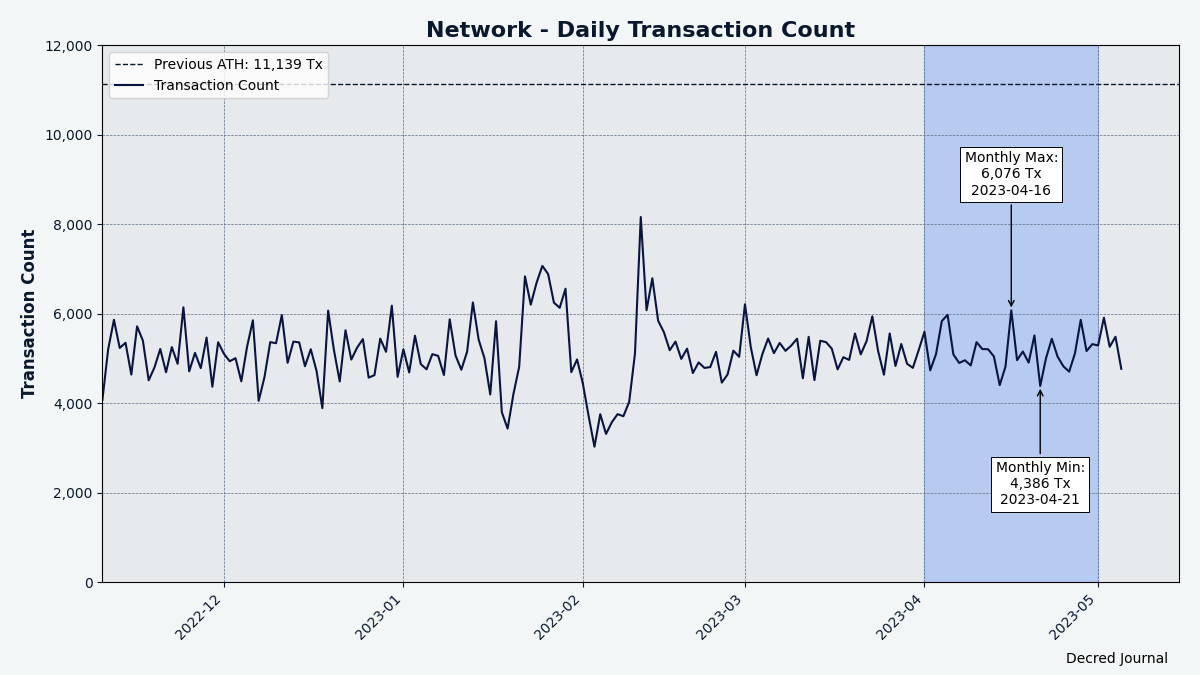 Network - Daily Transaction Count
Previous ATH: 11,139 Tx
Transaction Count
Transaction Count
12,000
10,000
8,000
6,000
4,000
2,000
0
Monthly Max:
6,076 Tx
2023-04-16
Monthly Min:
4,386 Tx
2023-04-21
2022-12
2023-01
2023-02
2023-03
2023-04
2023-05
Decred Journal